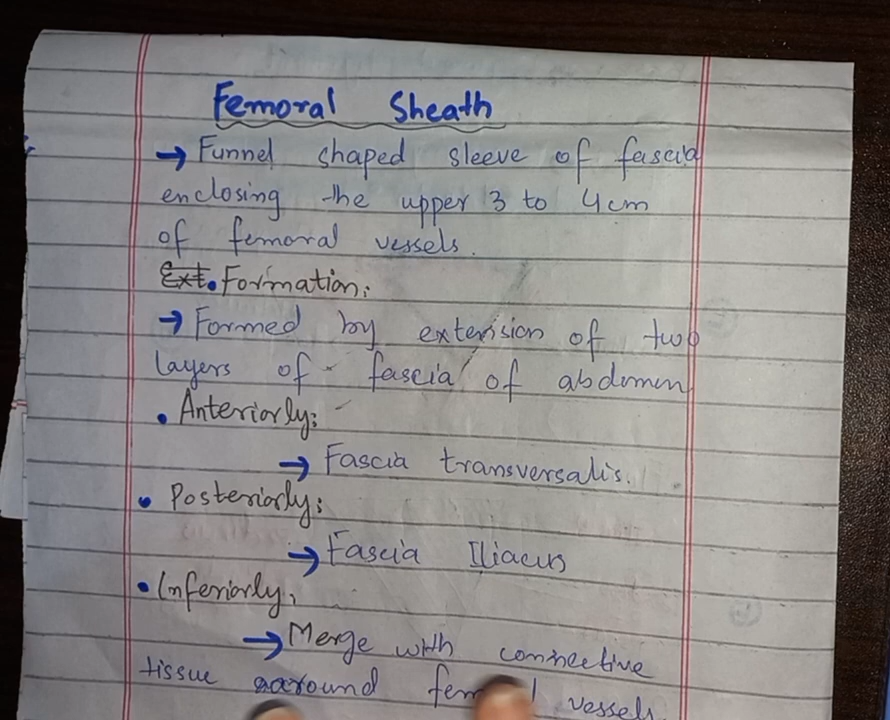 Femoral Sheath
→ Funnel shaped sleeve of fascia
enclosing the upper 3 to 4cm
of femoral vessels.
Ext. Formation:
→ Formed by extension of two
layers of fascia of abdomen
• Anteriorly:
→ Fascia transversalis.
• Posteriorly:
→ Fascia Iliacus
• Inferiorly:
→ Merge with connective
tissue around vessels